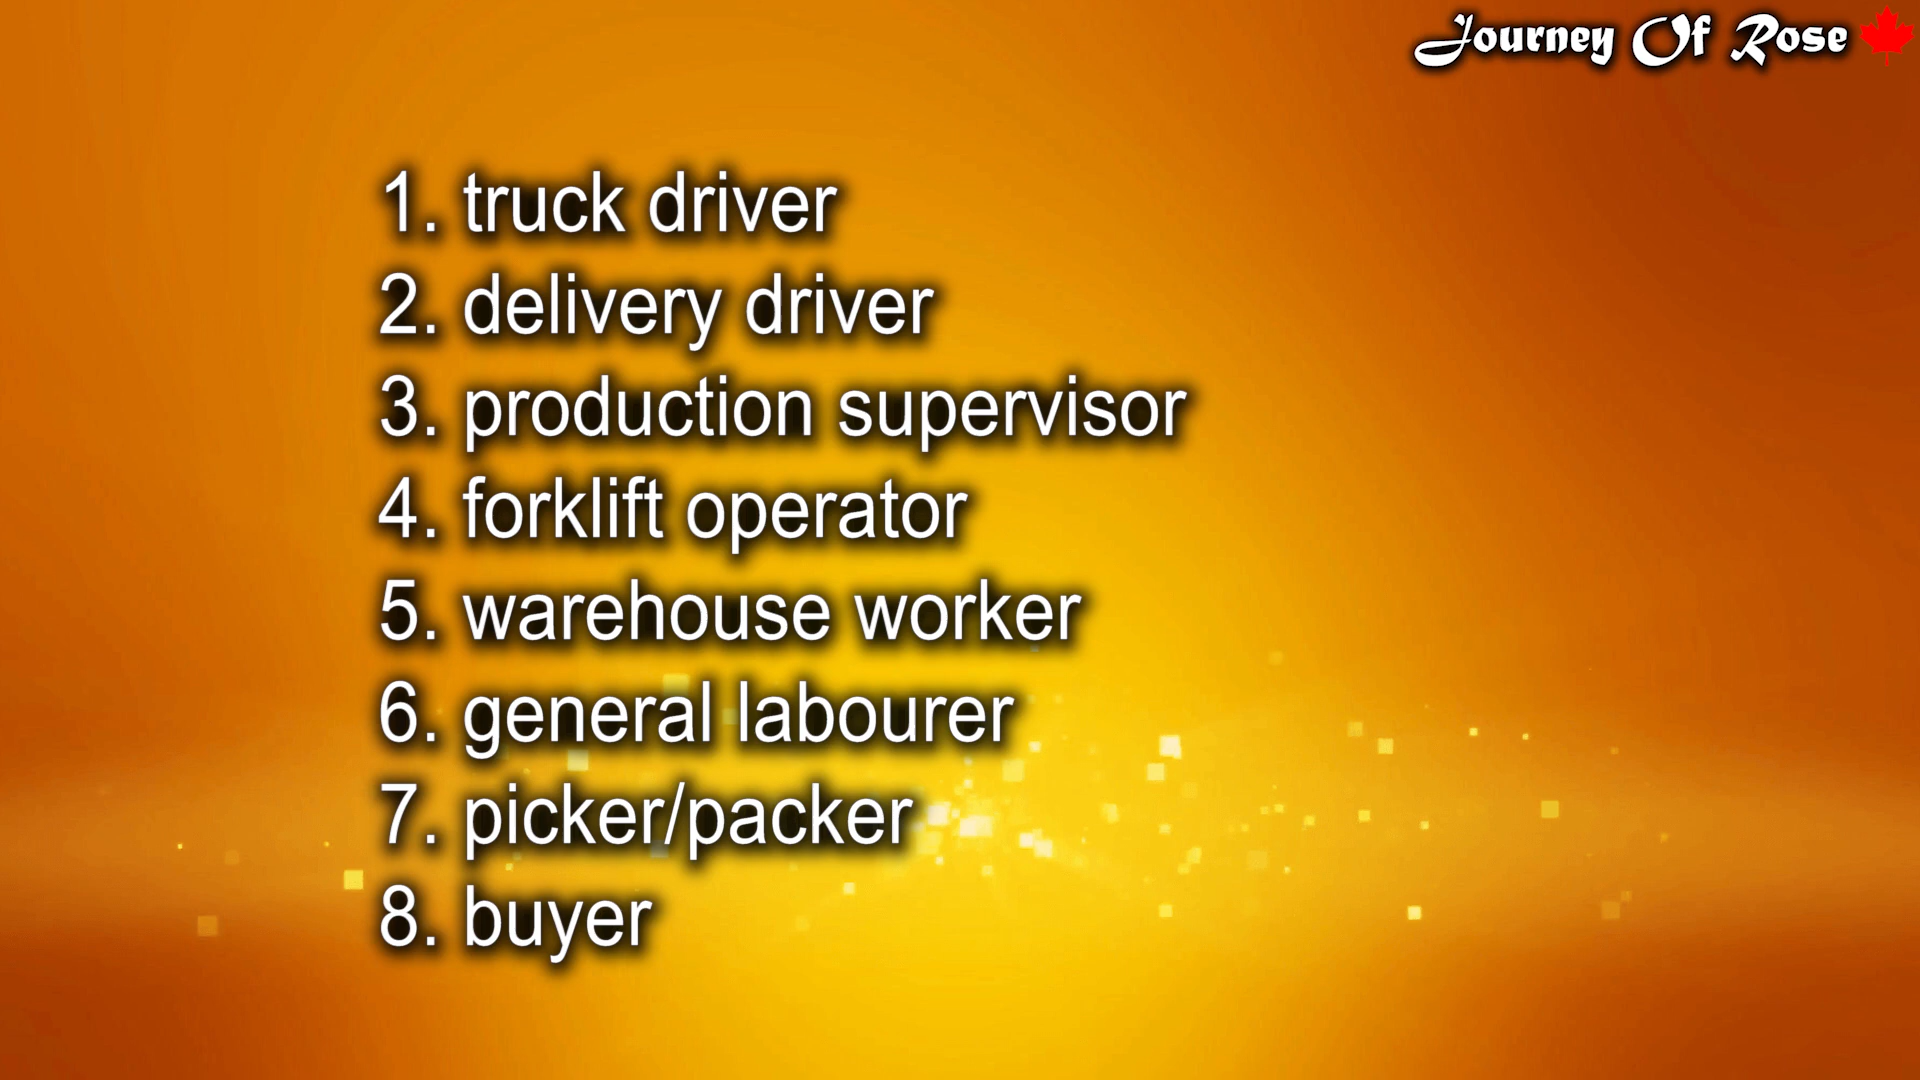 Journey Of Rose
1. truck driver
2. delivery driver
3. production supervisor
4. forklift operator
5. warehouse worker
6. general labourer
7. picker/packer
8. buyer